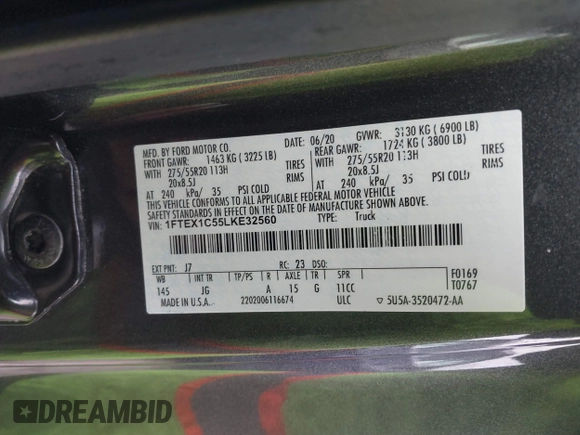 MFD. BY FORD MOTOR CO.
06/20 GVWR: 3130 KG ( 6900 LB)
FRONT GAWR: 1463 KG ( 3225 LB)
REAR GAWR: 1724 KG ( 3800 LB)
WITH 275/55R20 113H TIRES
WITH 275/55R20 113H TIRES
20x8.5J RIMS
20x8.5J RIMS
AT 240 kPa/ 35 PSI COLD
AT 240 kPa/ 35 PSI COLD
THIS VEHICLE CONFORMS TO ALL APPLICABLE FEDERAL MOTOR VEHICLE
SAFETY AND THEFT PREVENTION STANDARDS IN EFFECT ON THE DATE OF MANUFACTURE SHOWN ABOVE.
VIN: 1FTEX1C55LKE32560
TYPE: Truck
EXT PNT: J7 RC: 23 DSO: F0169
WB INT TR TP/PS R AXLE TR SPR T0767
145 JG A 15 G 11CC
MADE IN U.S.A. 2202006116674 ULC 5U5A-3520472-AA
DREAMBID